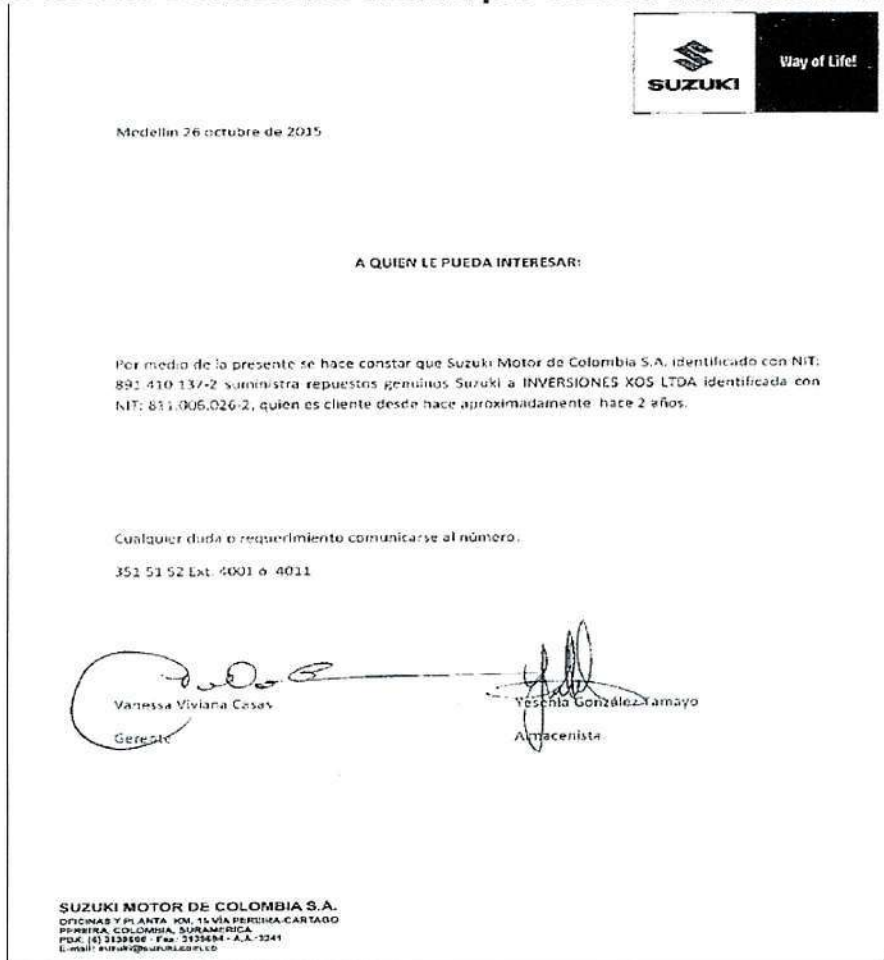 SUZUKI
Way of Life!
Medellin 26 octubre de 2015
A QUIEN LE PUEDA INTERESAR:
Por medio de la presente se hace constar que Suzuki Motor de Colombia S.A. identificado con NIT:
891.410.137-2 suministra repuestos genuinos Suzuki a INVERSIONES XOS LTDA identificada con
NIT: 811.006.026-2, quien es cliente desde hace aproximadamente hace 2 años.
Cualquier duda o requerimiento comunicarse al número.
351 51 52 Ext. 4001 ó 4011
Vanessa Viviana Casas
Yesenia González Tamayo
Gerente
Almacenista
SUZUKI MOTOR DE COLOMBIA S.A.
OFICINAS Y PLANTA KM. 15 VÍA PEREIRA-CARTAGO
PEREIRA, COLOMBIA, SURAMERICA